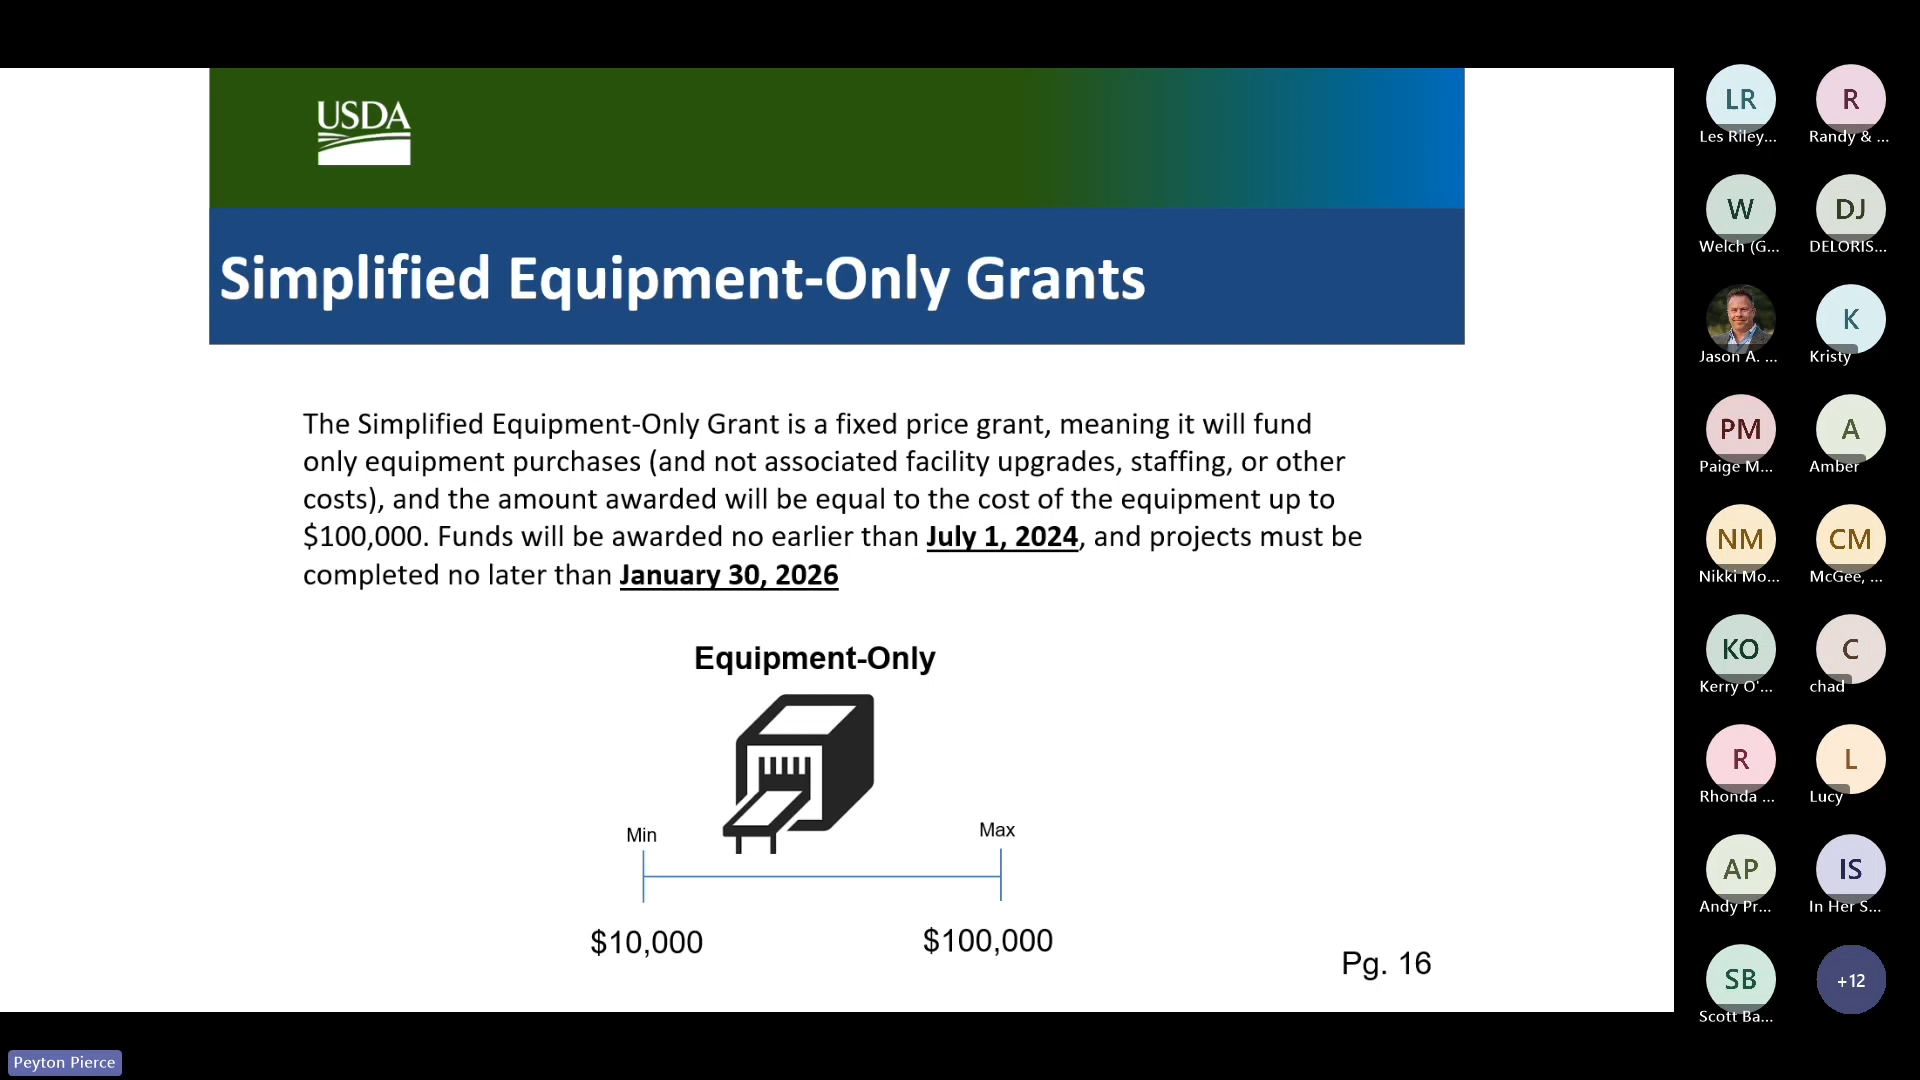 USDA
Simplified Equipment-Only Grants
The Simplified Equipment-Only Grant is a fixed price grant, meaning it will fund
only equipment purchases (and not associated facility upgrades, staffing, or other
costs), and the amount awarded will be equal to the cost of the equipment up to
$100,000. Funds will be awarded no earlier than July 1, 2024, and projects must be
completed no later than January 30, 2026
Equipment-Only
Min
Max
$10,000
$100,000
Pg. 16
LR
R
Les Riley...
Randy & ...
W
DJ
Welch (G...
DELORIS...
K
Jason A. ...
Kristy
PM
A
Paige M...
Amber
NM
CM
Nikki Mo...
McGee, ...
KO
C
Kerry O'...
chad
R
L
Rhonda ...
Lucy
AP
IS
Andy Pr...
In Her S...
SB
+12
Scott Ba...
Peyton Pierce